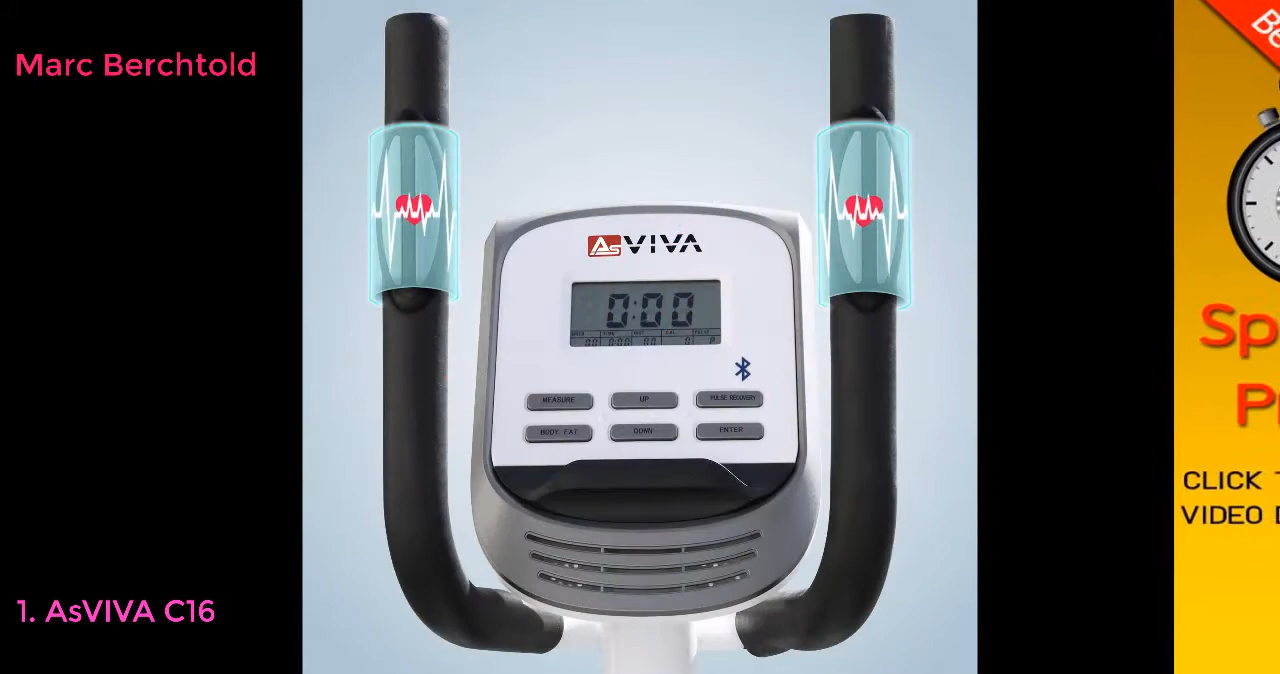 Marc Berchtold
AsVIVA
0:00
MEASURE
UP
PULSE RECOVERY
BODY FAT
DOWN
ENTER
1. AsVIVA C16
Be
Sp
P
CLICK
VIDEO